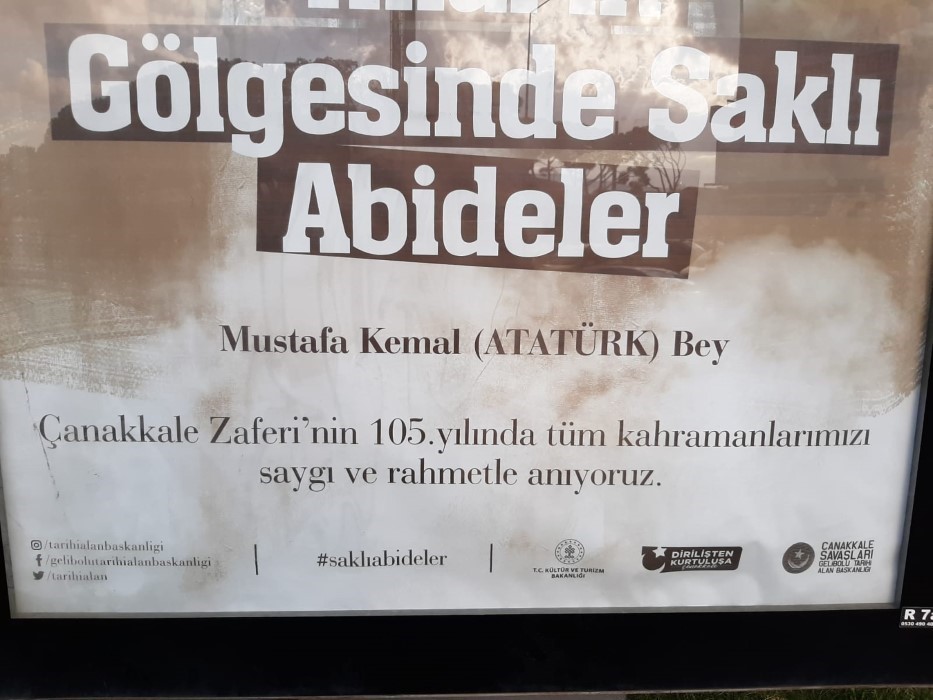 Gölgesinde Saklı
Abideler
Mustafa Kemal (ATATÜRK) Bey
Çanakkale Zaferi'nin 105.yılında tüm kahramanlarımızı
saygı ve rahmetle anıyoruz.
/tarihialanbaskanligi
/geliboluтarihialanbaskanligi
/tarihialan
#saklıabideler
T.C. KÜLTÜR VE TURİZM
BAKANLIĞI
DİRİLİŞTEN
KURTULUŞA
Çanakkale
ÇANAKKALE
SAVAŞLARI
GELİBOLU TARİHİ
ALAN BAŞKANLIĞI